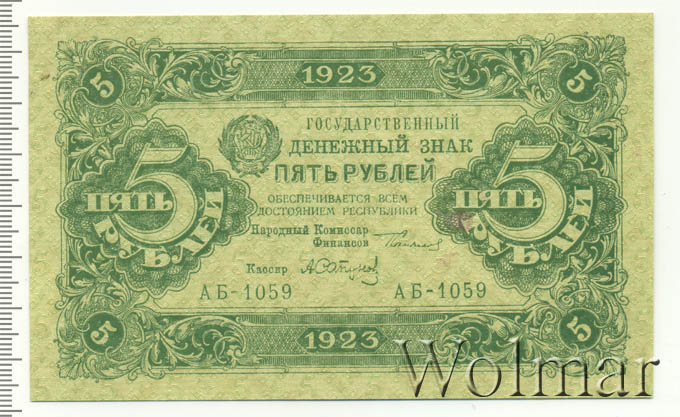 5 1923 5
ГОСУДАРСТВЕННЫЙ
ДЕНЕЖНЫЙ ЗНАК
ПЯТЬ РУБЛЕЙ
ОБЕСПЕЧИВАЕТСЯ ВСЕМ
ДОСТОЯНИЕМ РЕСПУБЛИКИ
5 ПЯТЬ РУБЛЕЙ
5 ПЯТЬ РУБЛЕЙ
Народный Комиссар
Финансов
Кассир
АБ-1059 АБ-1059
5 1923 5
Wolmar